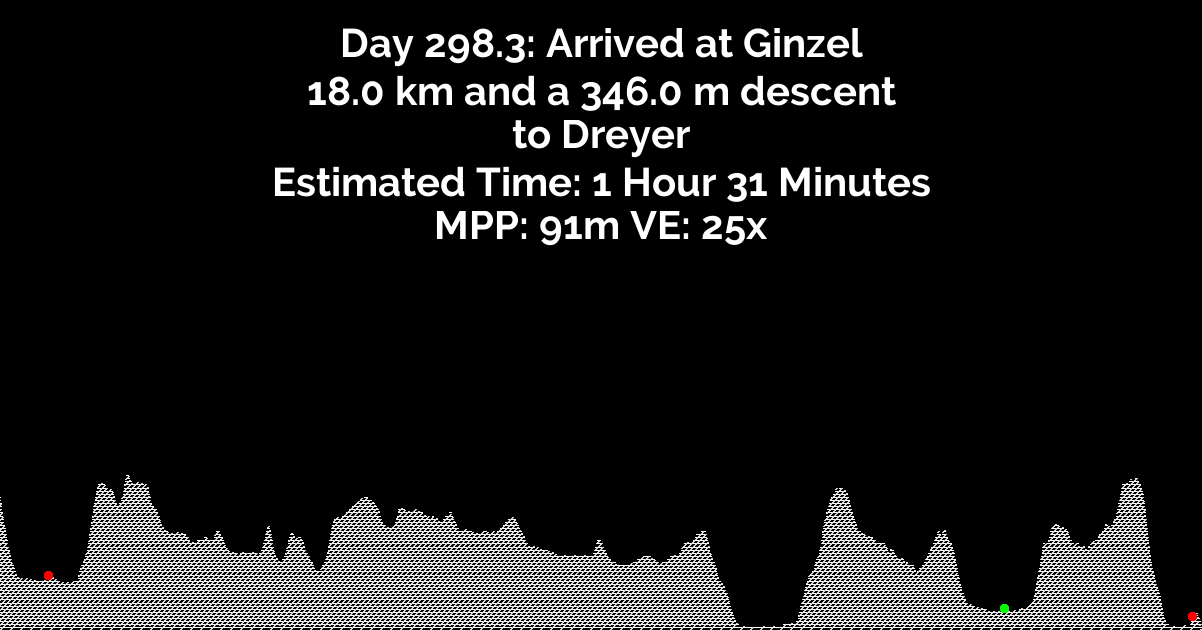 Day 298.3: Arrived at Ginzel
18.0 km and a 346.0 m descent
to Dreyer
Estimated Time: 1 Hour 31 Minutes
MPP: 91m VE: 25x